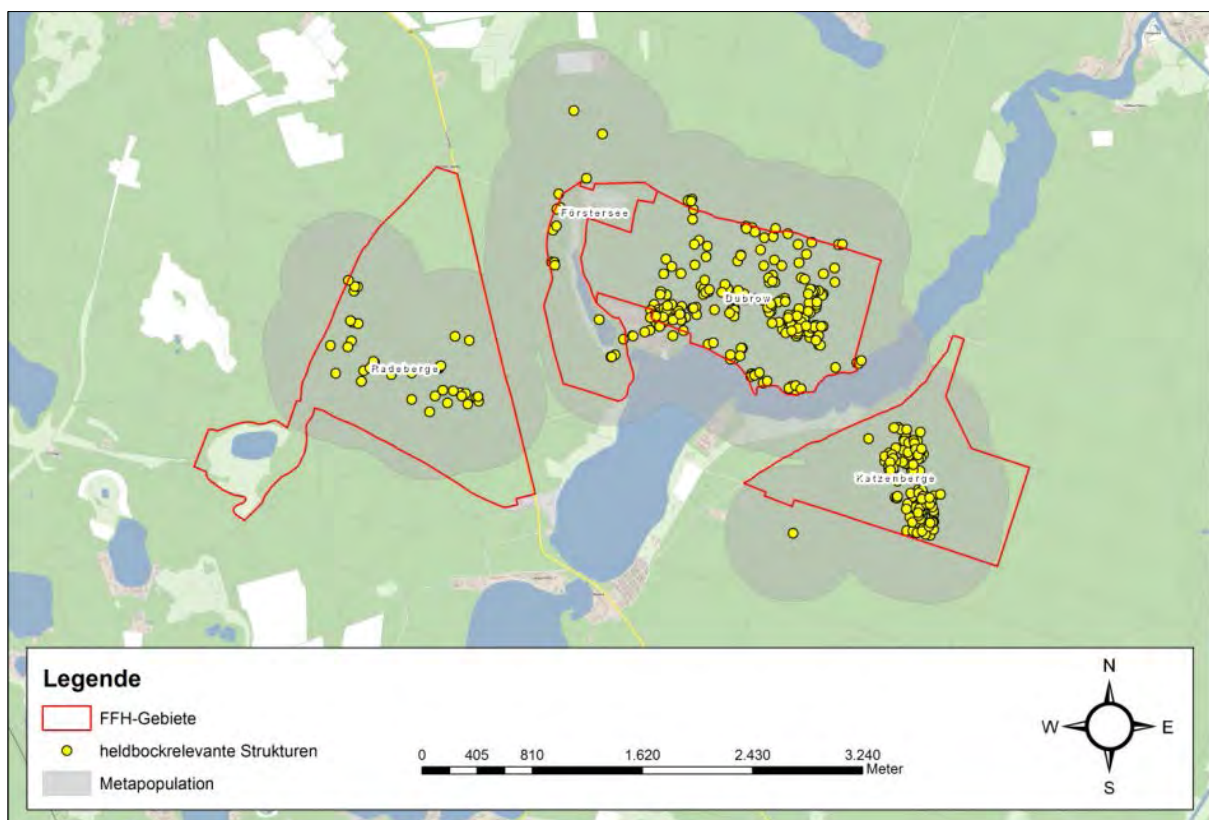 Förstersee
Dubrow
Radeberge
Katzenberge
Legende
FFH-Gebiete
heldbockrelevante Strukturen
Metapopulation
0 405 810 1.620 2.430 3.240
Meter
N
W E
S